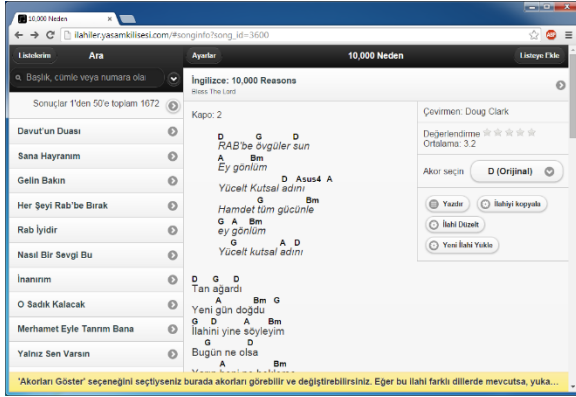 10,000 Neden
ilahiler.yasamkilisesi.com/#songinfo?song_id=3600
ABP
Listelerim
Ara
Ayarlar
10,000 Neden
Listeye Ekle
Başlık, cümle veya numara ola
Sonuçlar 1'den 50'e toplam 1672
Davut'un Duası
Sana Hayranım
Gelin Bakın
Her Şeyi Rab'be Bırak
Rab İyidir
Nasıl Bir Sevgi Bu
İnanırım
O Sadık Kalacak
Merhamet Eyle Tanrım Bana
Yalnız Sen Varsın
İngilizce: 10,000 Reasons
Bless The Lord
Kapo: 2
D G D
RAB'be övgüler sun
A Bm
Ey gönlüm
D Asus4 A
Yücelt Kutsal adını
G Bm
Hamdet tüm gücünle
G A Bm
ey gönlüm
G A D
Yücelt kutsal adını
D G D
Tan ağardı
A Bm G
Yeni gün doğdu
G D A Bm
İlahini yine söyleyim
G D
Bugün ne olsa
A Bm
Çevirmen: Doug Clark
Değerlendirme
Ortalama: 3.2
Akor seçin
D (Orijinal)
Yazdır
İlahiyi kopyala
İlahi Düzelt
Yeni İlahi Yükle
'Akorları Göster' seçeneğini seçtiyseniz burada akorları görebilir ve değiştirebilirsiniz. Eğer bu ilahi farklı dillerde mevcutsa, yuka...